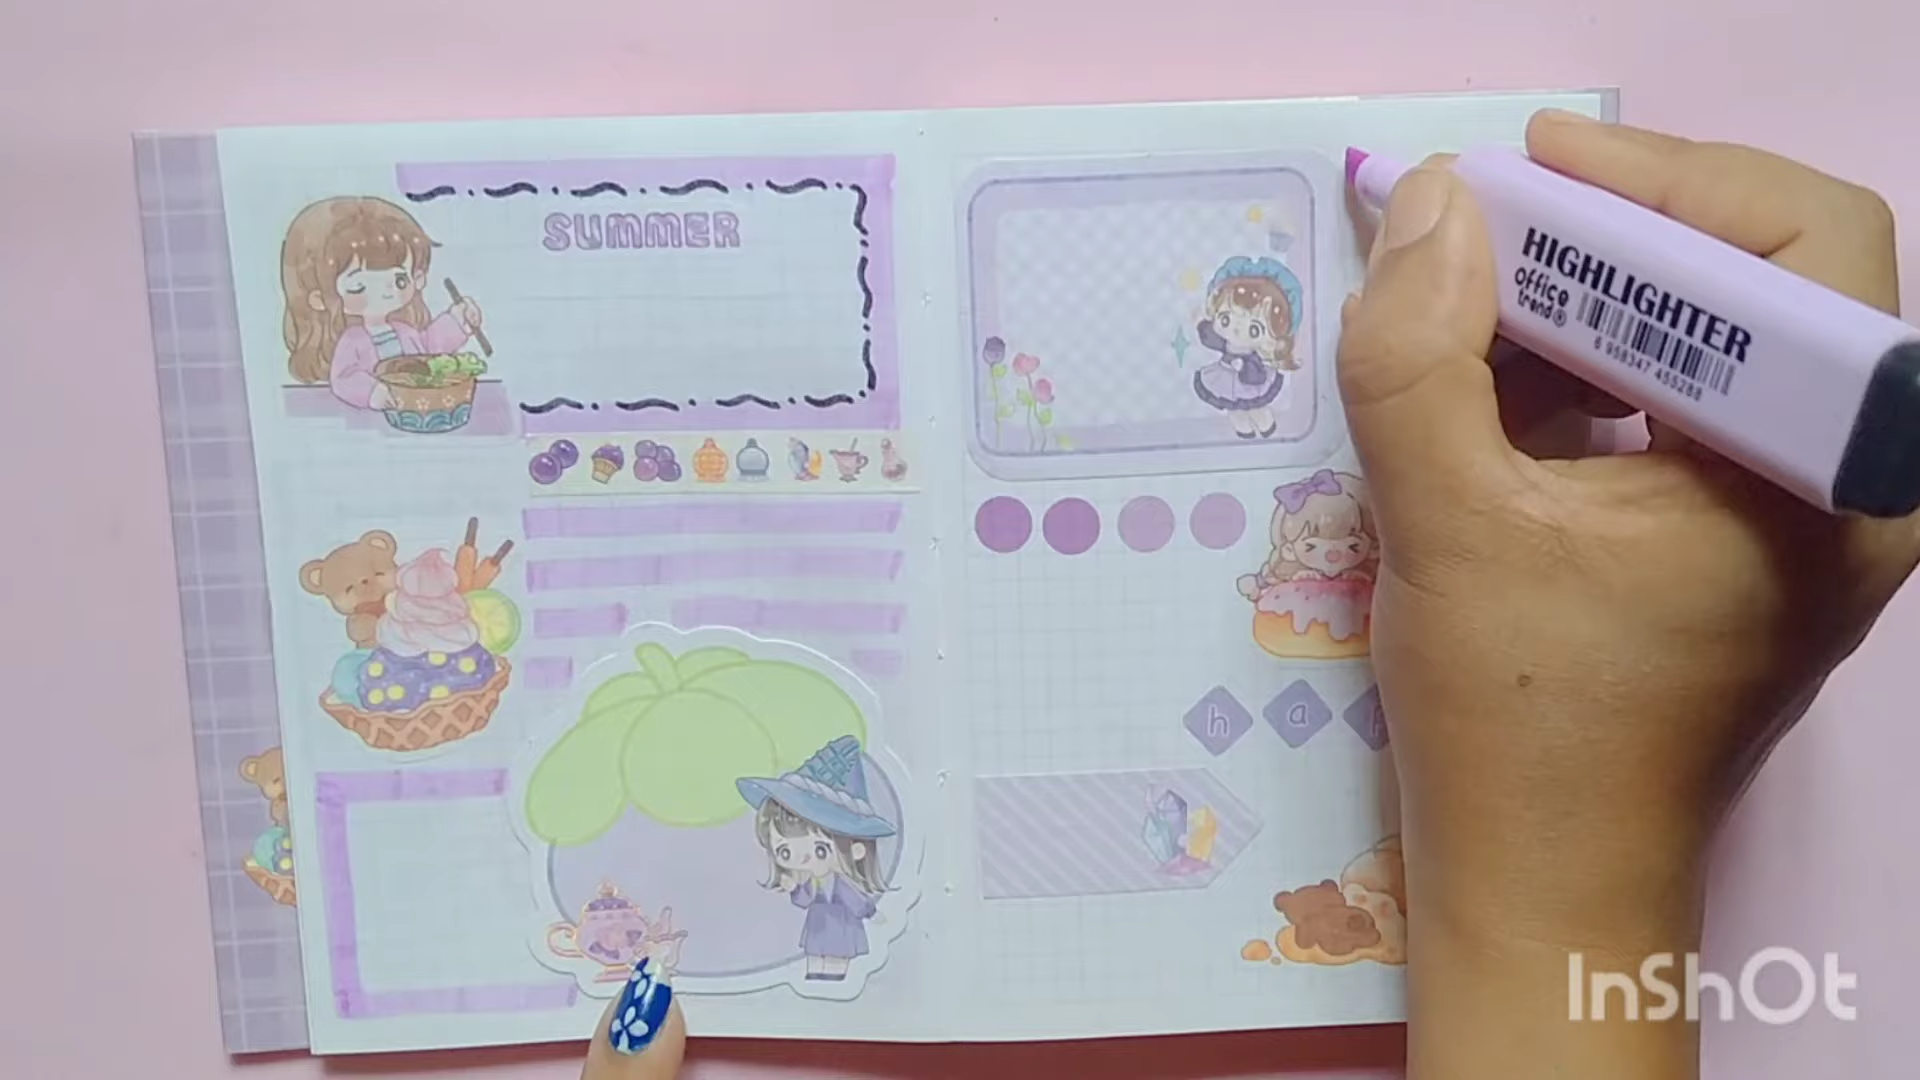 SUMMER
HIGHLIGHTER
office
trend®
6 958347 455288
h a
InShOt